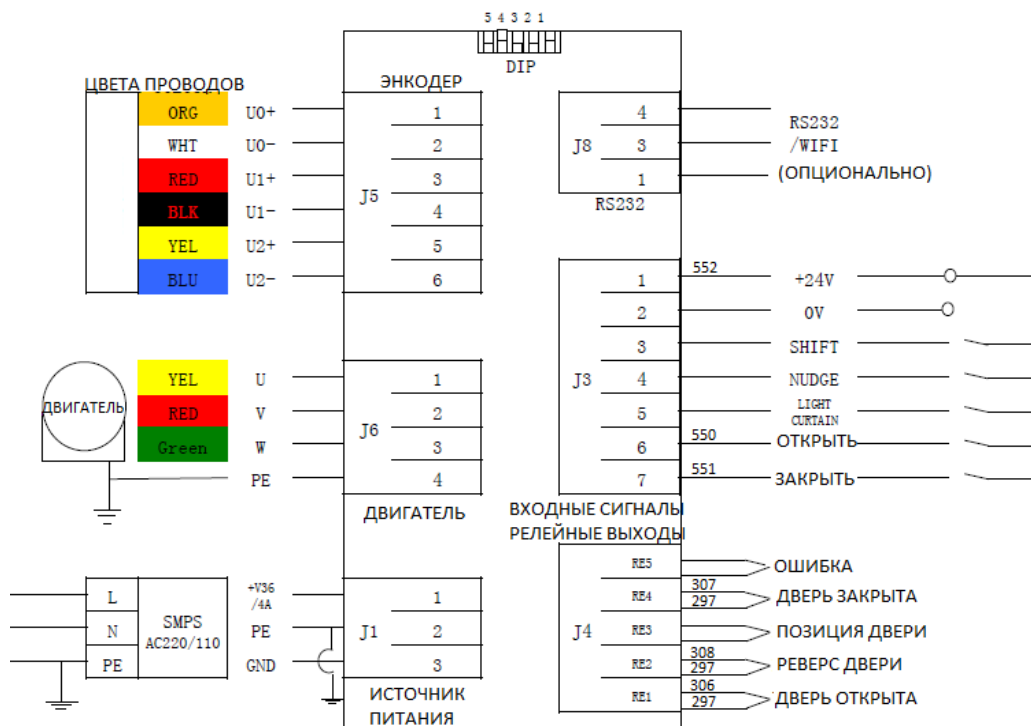 5 4 3 2 1
DIP
ЦВЕТА ПРОВОДОВ
ЭНКОДЕР
ORG U0+ 1
WHT U0- 2
RED U1+ 3
J5
BLK U1- 4
YEL U2+ 5
BLU U2- 6
4
J8 3
1
RS232
RS232
/WIFI
(ОПЦИОНАЛЬНО)
ДВИГАТЕЛЬ
YEL U 1
RED V 2
J6
Green W 3
PE 4
ДВИГАТЕЛЬ
1 552 +24V
2 0V
3 SHIFT
J3 4 NUDGE
5 LIGHT
CURTAIN
6 550 ОТКРЫТЬ
7 551 ЗАКРЫТЬ
ВХОДНЫЕ СИГНАЛЫ
РЕЛЕЙНЫЕ ВЫХОДЫ
L
N
PE
SMPS
AC220/110
+V36
/4A
PE
GND
1
J1 2
3
ИСТОЧНИК
ПИТАНИЯ
J4
RE5 ОШИБКА
RE4 307
297 ДВЕРЬ ЗАКРЫТА
RE3 ПОЗИЦИЯ ДВЕРИ
RE2 308
297 РЕВЕРС ДВЕРИ
RE1 306
297 ДВЕРЬ ОТКРЫТА